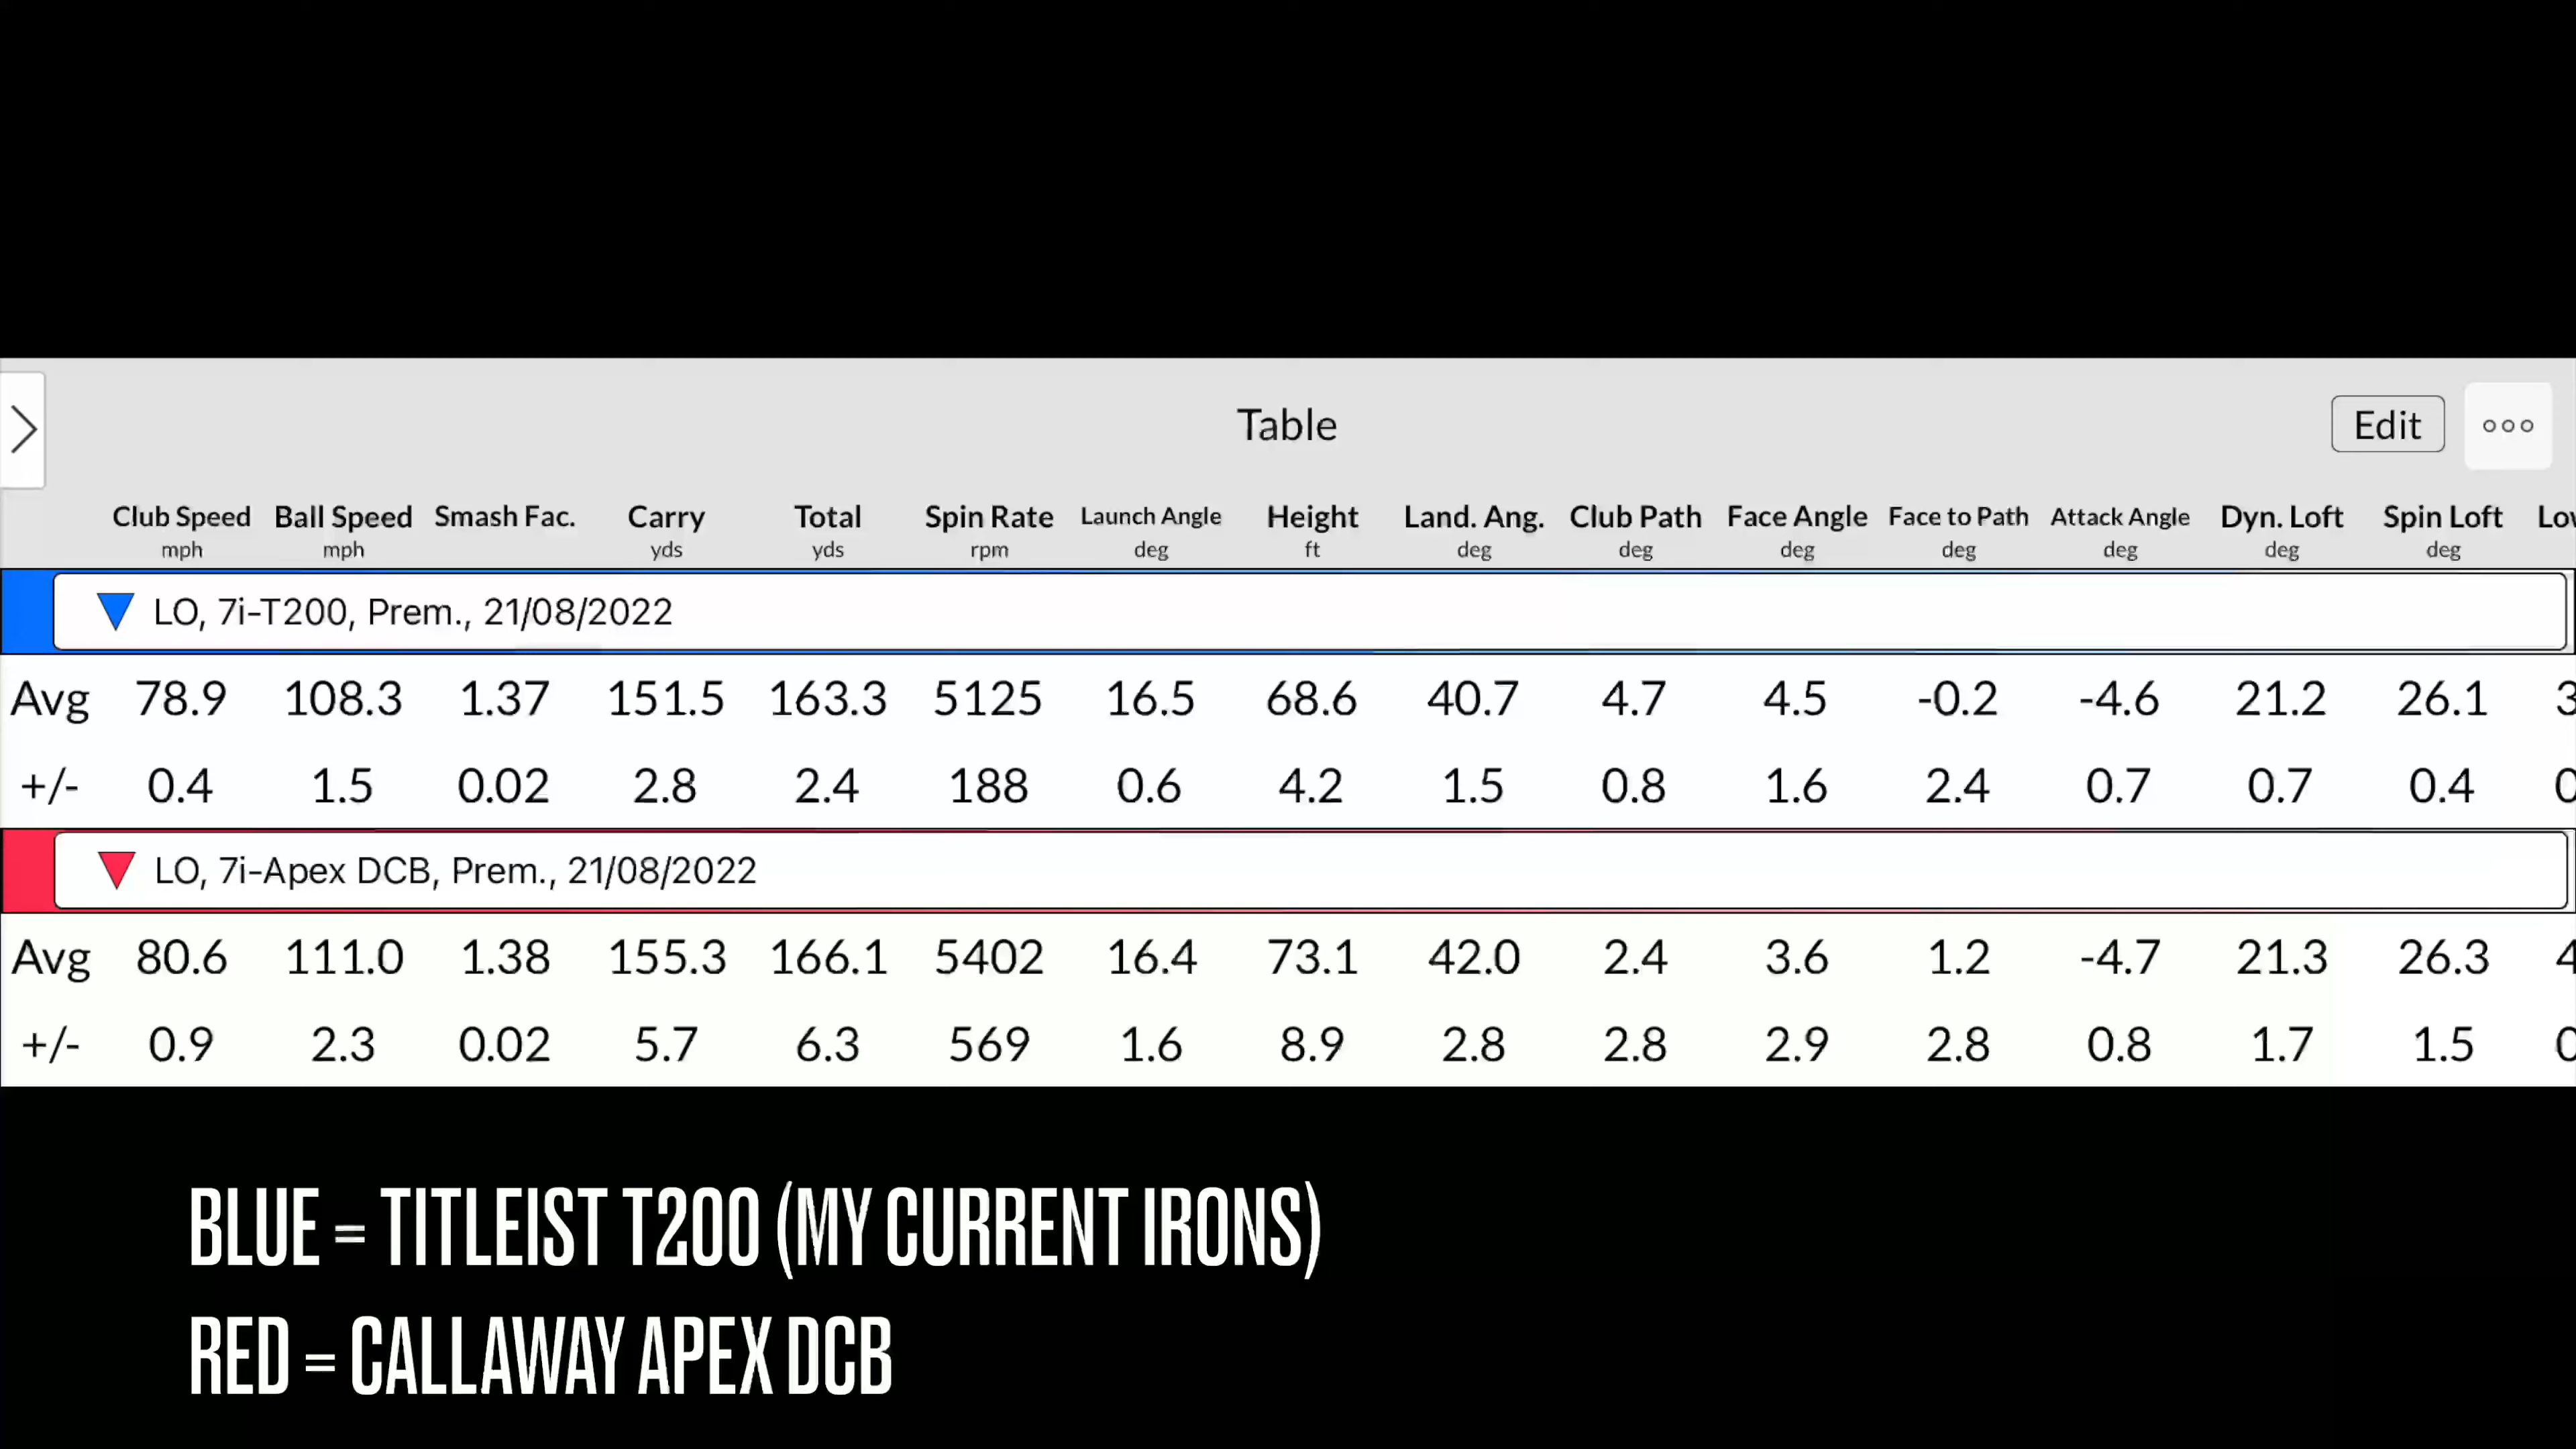 Table
Edit
Club Speed Ball Speed Smash Fac. Carry Total Spin Rate Launch Angle Height Land. Ang. Club Path Face Angle Face to Path Attack Angle Dyn. Loft Spin Loft
mph mph yds yds rpm deg ft deg deg deg deg deg deg deg
LO, 7i-T200, Prem., 21/08/2022
Avg 78.9 108.3 1.37 151.5 163.3 5125 16.5 68.6 40.7 4.7 4.5 -0.2 -4.6 21.2 26.1
+/- 0.4 1.5 0.02 2.8 2.4 188 0.6 4.2 1.5 0.8 1.6 2.4 0.7 0.7 0.4
LO, 7i-Apex DCB, Prem., 21/08/2022
Avg 80.6 111.0 1.38 155.3 166.1 5402 16.4 73.1 42.0 2.4 3.6 1.2 -4.7 21.3 26.3
+/- 0.9 2.3 0.02 5.7 6.3 569 1.6 8.9 2.8 2.8 2.9 2.8 0.8 1.7 1.5
BLUE = TITLEIST T200 (MY CURRENT IRONS)
RED = CALLAWAY APEX DCB